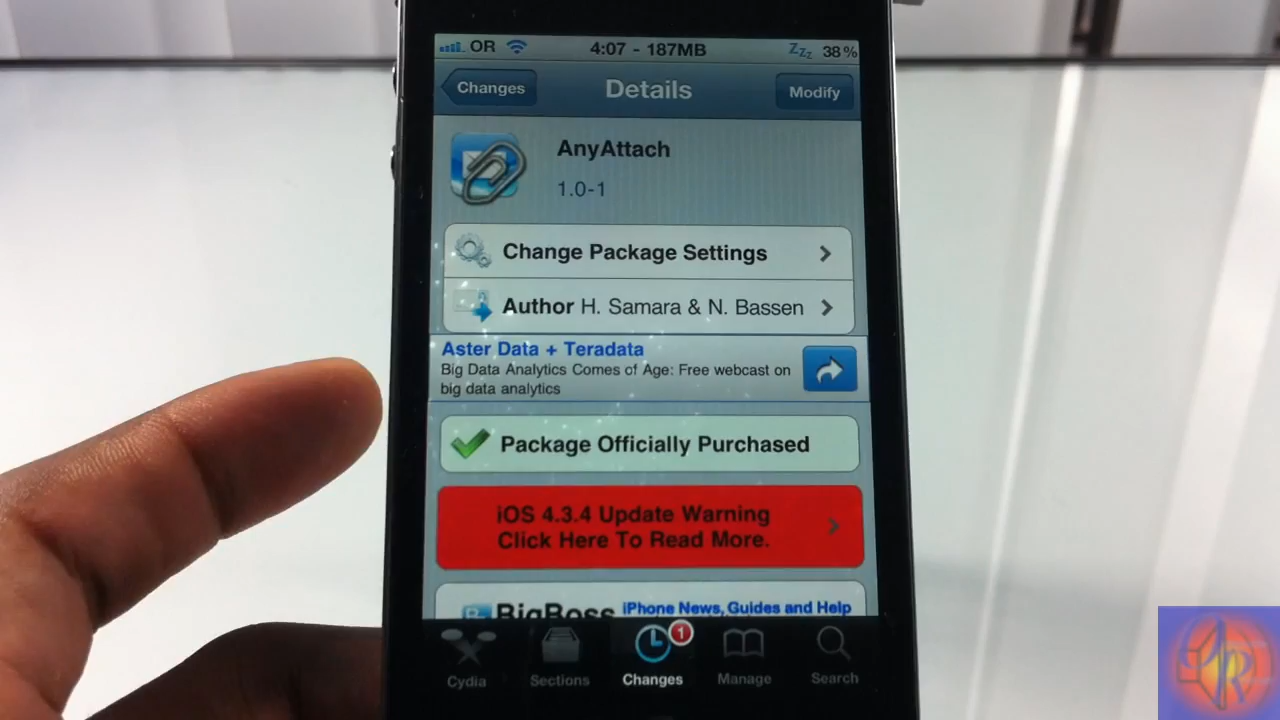 OR 4:07 - 187MB Zzz 38%
Changes Details Modify
AnyAttach
1.0-1
Change Package Settings
Author H. Samara & N. Bassen
Aster Data + Teradata
Big Data Analytics Comes of Age: Free webcast on
big data analytics
Package Officially Purchased
iOS 4.3.4 Update Warning
Click Here To Read More.
BigBoss iPhone News, Guides and Help
1
Cydia Sections Changes Manage Search